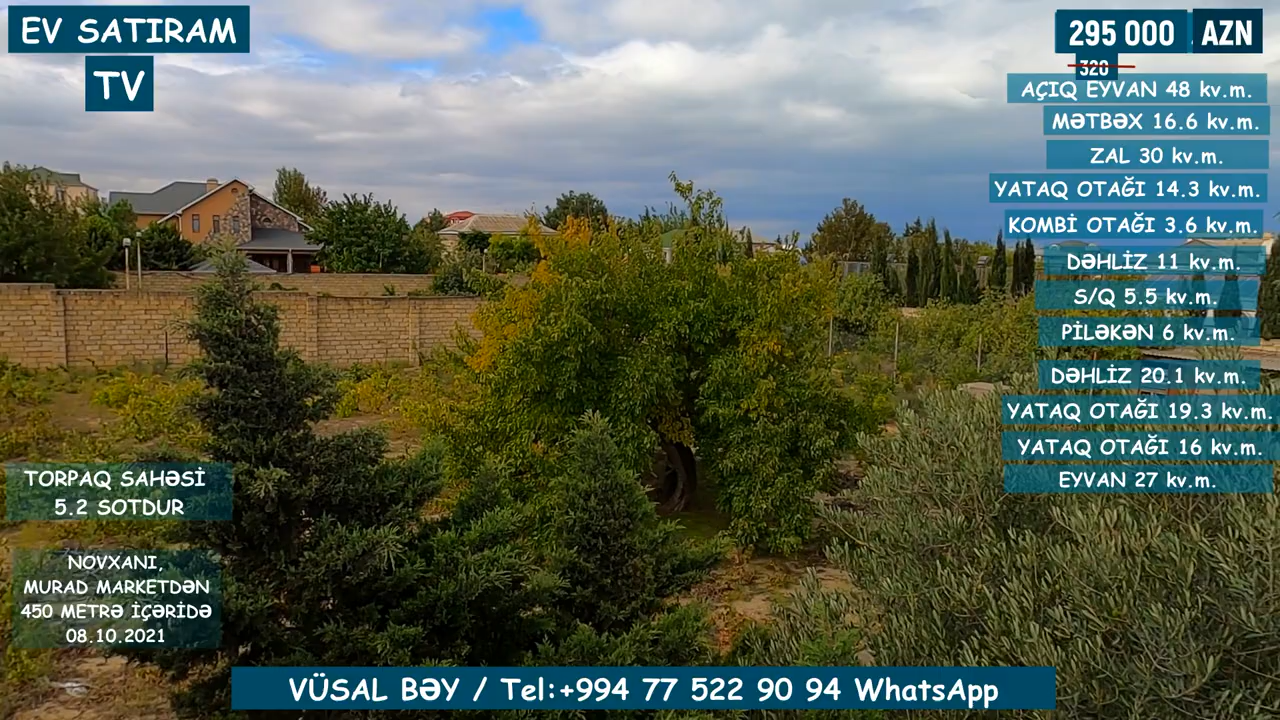 EV SATIRAM
TV
295 000 AZN
320
AÇIQ EYVAN 48 kv.m.
MƏTBƏX 16.6 kv.m.
ZAL 30 kv.m.
YATAQ OTAĞI 14.3 kv.m.
KOMBİ OTAĞI 3.6 kv.m.
DƏHLİZ 11 kv.m.
S/Q 5.5 kv.m.
PİLƏKƏN 6 kv.m.
DƏHLİZ 20.1 kv.m.
YATAQ OTAĞI 19.3 kv.m.
YATAQ OTAĞI 16 kv.m.
EYVAN 27 kv.m.
TORPAQ SAHƏSİ
5.2 SOTDUR
NOVXANI,
MURAD MARKETDƏN
450 METRƏ İÇƏRİDƏ
08.10.2021
VÜSAL BƏY / Tel:+994 77 522 90 94 WhatsApp